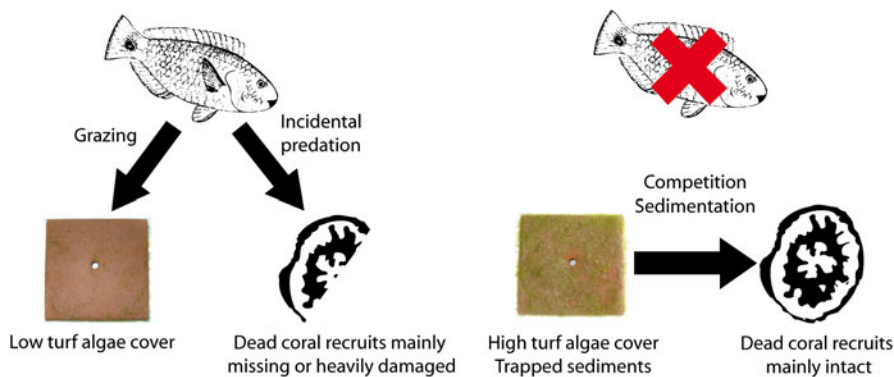 Grazing
Incidental
predation
Low turf algae cover
Dead coral recruits mainly
missing or heavily damaged
Competition
Sedimentation
High turf algae cover
Trapped sediments
Dead coral recruits
mainly intact